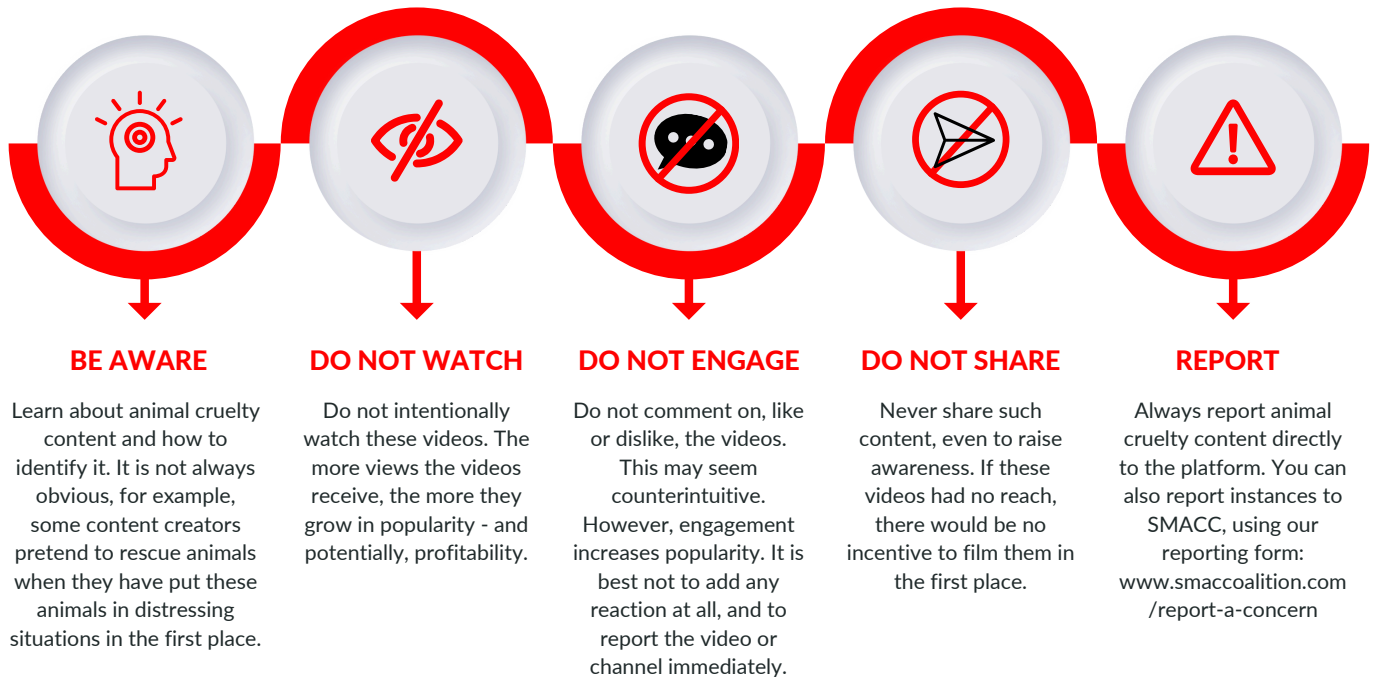 BE AWARE
Learn about animal cruelty
content and how to
identify it. It is not always
obvious, for example,
some content creators
pretend to rescue animals
when they have put these
animals in distressing
situations in the first place.
DO NOT WATCH
Do not intentionally
watch these videos. The
more views the videos
receive, the more they
grow in popularity - and
potentially, profitability.
DO NOT ENGAGE
Do not comment on, like
or dislike, the videos.
This may seem
counterintuitive.
However, engagement
increases popularity. It is
best not to add any
reaction at all, and to
report the video or
channel immediately.
DO NOT SHARE
Never share such
content, even to raise
awareness. If these
videos had no reach,
there would be no
incentive to film them in
the first place.
REPORT
Always report animal
cruelty content directly
to the platform. You can
also report instances to
SMACC, using our
reporting form:
www.smaccoalition.com
/report-a-concern